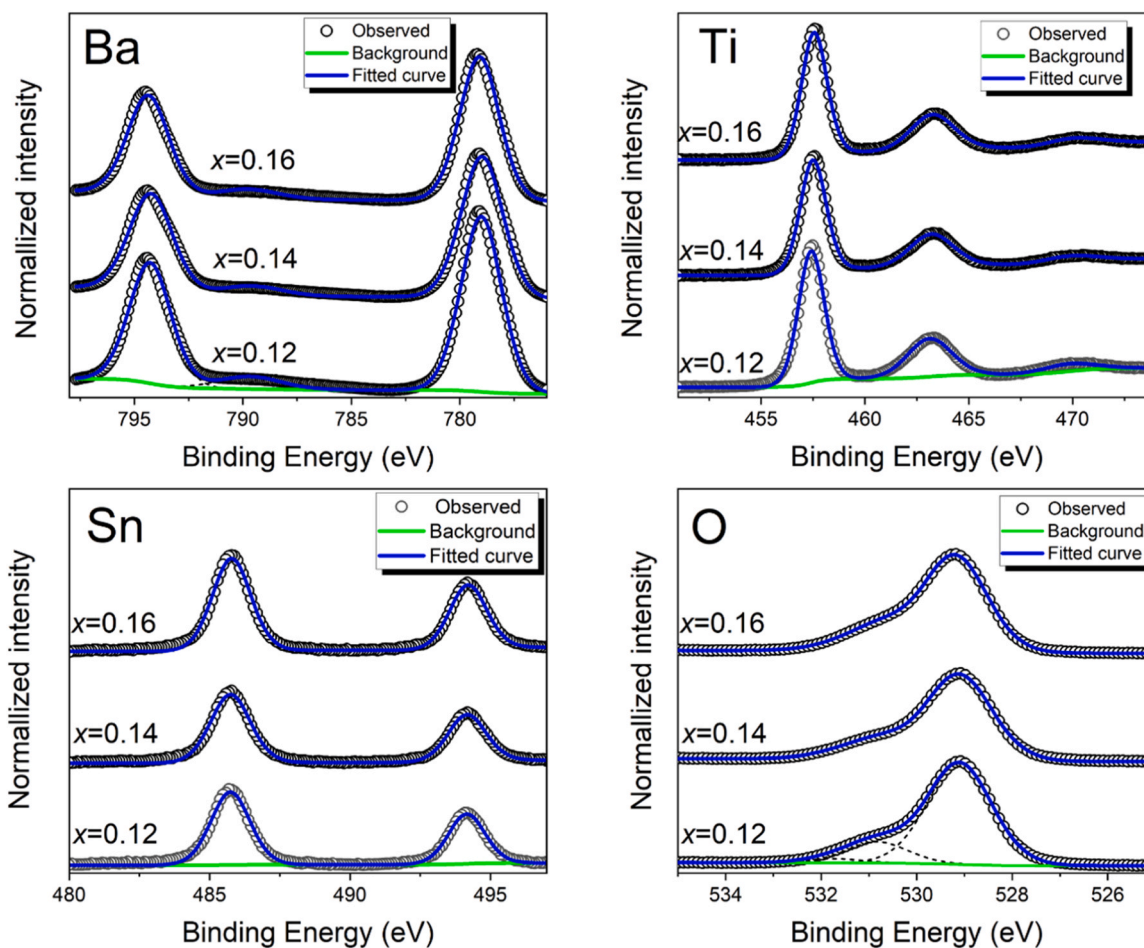 Ba
Observed
Background
Fitted curve
x=0.16
x=0.14
x=0.12
795
790
785
780
Binding Energy (eV)
Normallized intensity
Ti
Observed
Background
Fitted curve
x=0.16
x=0.14
x=0.12
455
460
465
470
Binding Energy (eV)
Normallized intensity
Sn
Observed
Background
Fitted curve
x=0.16
x=0.14
x=0.12
480
485
490
495
Binding Energy (eV)
Normallized intensity
O
Observed
Background
Fitted curve
x=0.16
x=0.14
x=0.12
534
532
530
528
526
Binding Energy (eV)
Normallized intensity